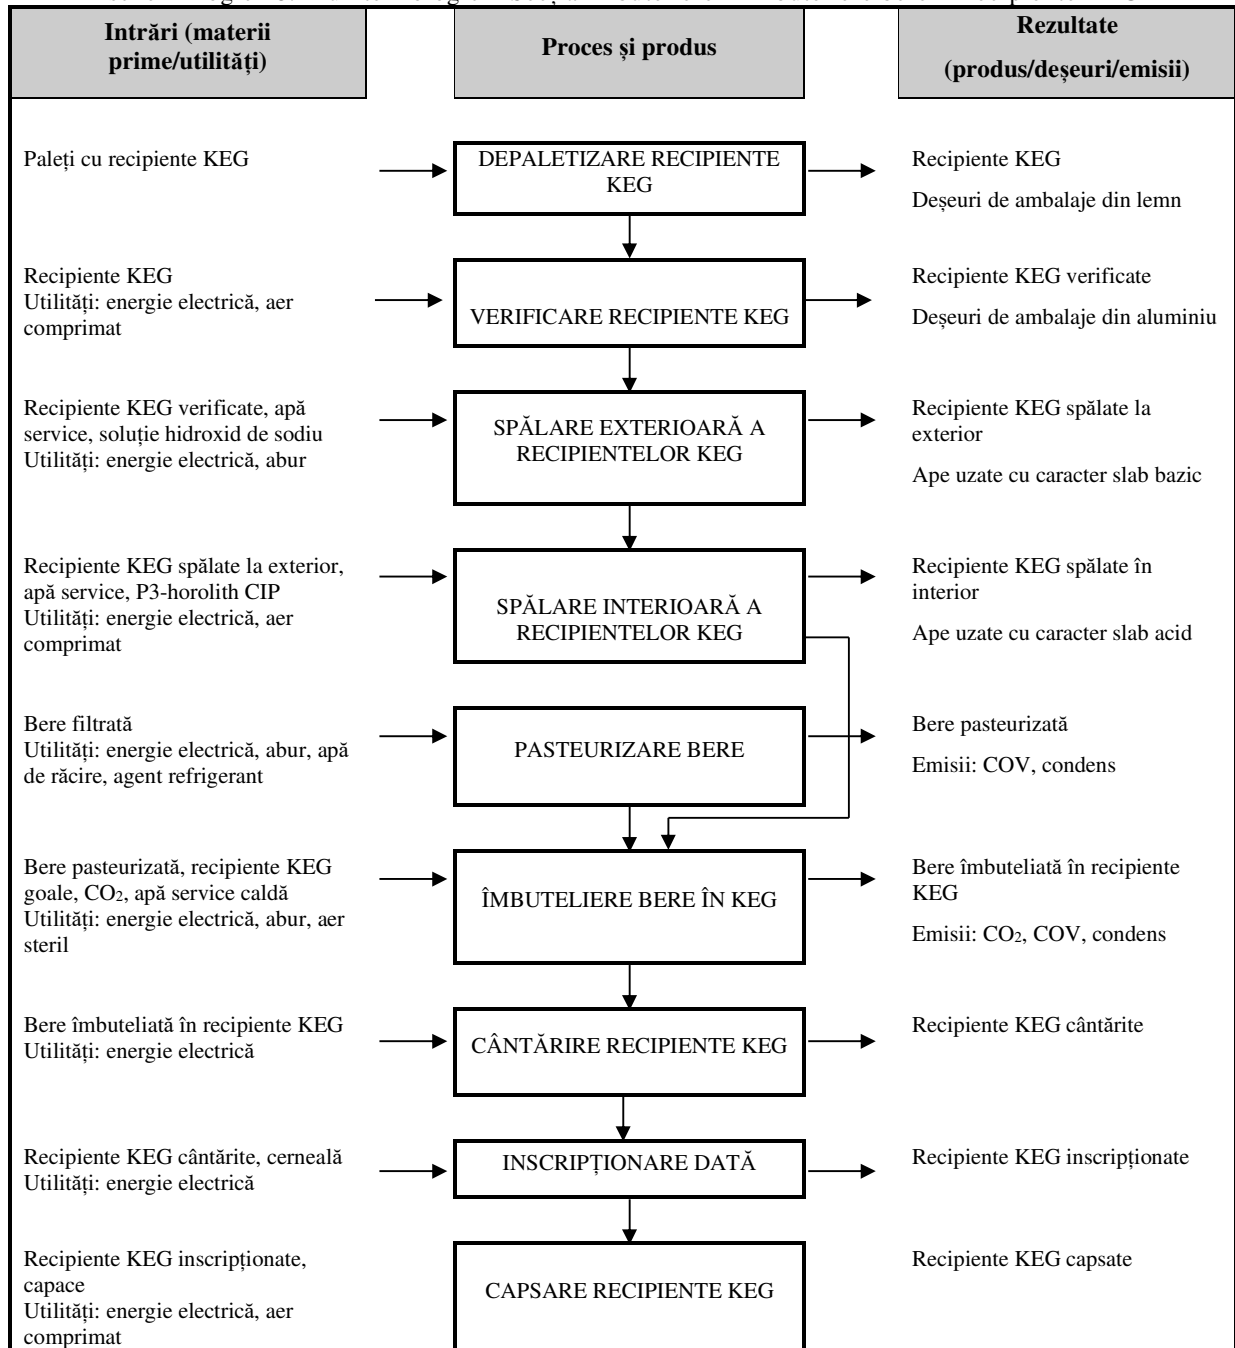 Intrări (materii
prime/utilități)
Proces și produs
Rezultate
(produs/deșeuri/emisii)
Paleți cu recipiente KEG
DEPALETIZARE RECIPIENTE
KEG
Recipiente KEG
Deșeuri de ambalaje din lemn
Recipiente KEG
Utilități: energie electrică, aer
comprimat
VERIFICARE RECIPIENTE KEG
Recipiente KEG verificate
Deșeuri de ambalaje din aluminiu
Recipiente KEG verificate, apă
service, soluție hidroxid de sodiu
Utilități: energie electrică, abur
SPĂLARE EXTERIOARĂ A
RECIPIENTELOR KEG
Recipiente KEG spălate la
exterior
Ape uzate cu caracter slab bazic
Recipiente KEG spălate la exterior,
apă service, P3-horolith CIP
Utilități: energie electrică, aer
comprimat
SPĂLARE INTERIOARĂ A
RECIPIENTELOR KEG
Recipiente KEG spălate în
interior
Ape uzate cu caracter slab acid
Bere filtrată
Utilități: energie electrică, abur, apă
de răcire, agent refrigerant
PASTEURIZARE BERE
Bere pasteurizată
Emisii: COV, condens
Bere pasteurizată, recipiente KEG
goale, CO₂, apă service caldă
Utilități: energie electrică, abur, aer
steril
ÎMBUTELIERE BERE ÎN KEG
Bere îmbuteliată în recipiente
KEG
Emisii: CO₂, COV, condens
Bere îmbuteliată în recipiente KEG
Utilități: energie electrică
CÂNTĂRIRE RECIPIENTE KEG
Recipiente KEG cântărite
Recipiente KEG cântărite, cerneală
Utilități: energie electrică
INSCRIPȚIONARE DATĂ
Recipiente KEG inscripționate
Recipiente KEG inscripționate,
capace
Utilități: energie electrică, aer
comprimat
CAPSARE RECIPIENTE KEG
Recipiente KEG capsate